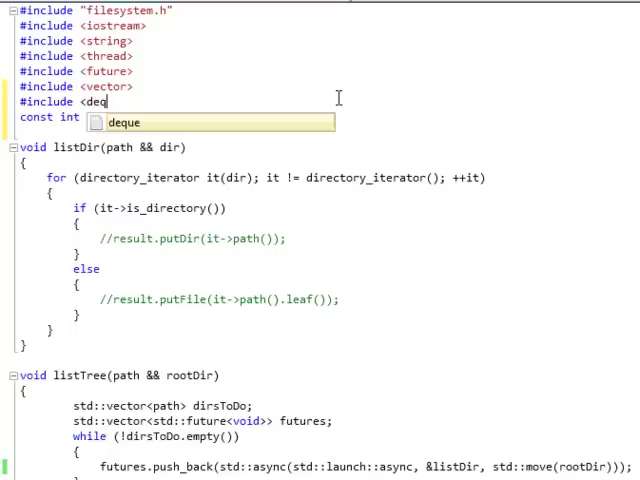 #include "filesystem.h"
#include <iostream>
#include <string>
#include <thread>
#include <future>
#include <vector>
#include <deq
const int
deque
void listDir(path && dir)
{
for (directory_iterator it(dir); it != directory_iterator(); ++it)
{
if (it->is_directory())
{
//result.putDir(it->path());
}
else
{
//result.putFile(it->path().leaf());
}
}
}
void listTree(path && rootDir)
{
std::vector<path> dirsToDo;
std::vector<std::future<void>> futures;
while (!dirsToDo.empty())
{
futures.push_back(std::async(std::launch::async, &listDir, std::move(rootDir)));
}